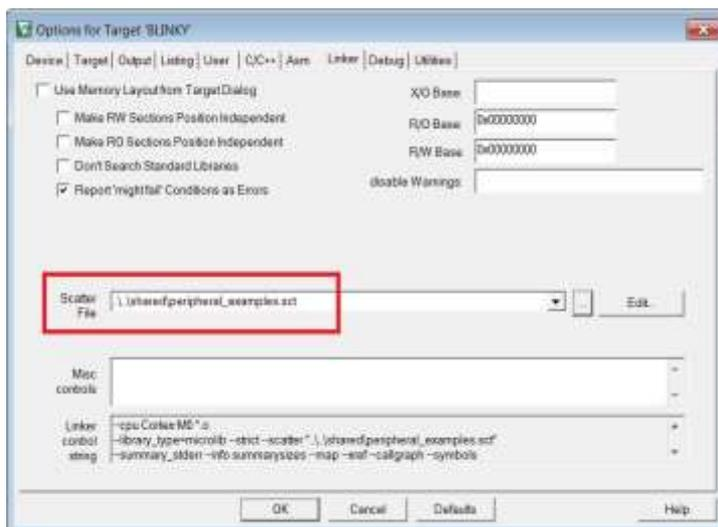 Options for Target 'BLINKY'
Device | Target | Output | Listing | User | C/C++ | Asm | Linker | Debug | Utilities
Use Memory Layout from Target Dialog
X/O Base:
Make RW Sections Position Independent
R/O Base: 0x00000000
Make RO Sections Position Independent
R/W Base: 0x00000000
Don't Search Standard Libraries
disable Warnings:
Report 'might fail' Conditions as Errors
Scatter
File
.\..\shared\peripheral_examples.sct
...
Edit...
Misc
controls
Linker
control
string
--cpu Cortex-M0 *.o
--library_type=microlib --strict --scatter "..\..\shared\peripheral_examples.sct"
--summary_stderr --info summarysizes --map --xref --callgraph --symbols
OK
Cancel
Defaults
Help